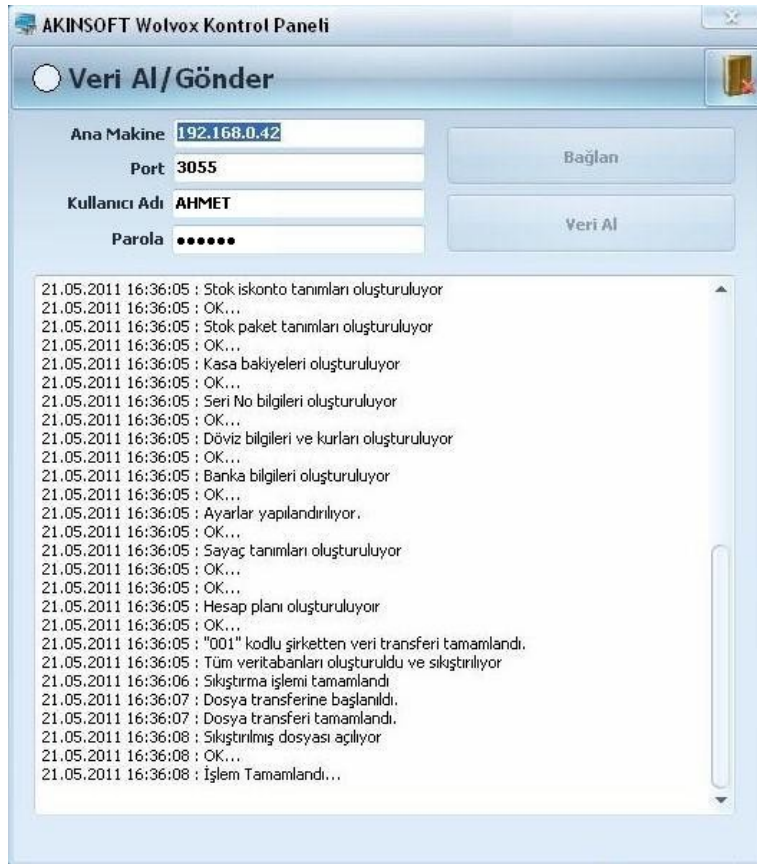 AKINSOFT Wolvox Kontrol Paneli
Veri Al/Gönder
Ana Makine 192.168.0.42
Port 3055
Kullanıcı Adı AHMET
Parola ••••••
Bağlan
Veri Al
21.05.2011 16:36:05 : Stok iskonto tanımları oluşturuluyor
21.05.2011 16:36:05 : OK...
21.05.2011 16:36:05 : Stok paket tanımları oluşturuluyor
21.05.2011 16:36:05 : OK...
21.05.2011 16:36:05 : Kasa bakiyeleri oluşturuluyor
21.05.2011 16:36:05 : OK...
21.05.2011 16:36:05 : Seri No bilgileri oluşturuluyor
21.05.2011 16:36:05 : OK...
21.05.2011 16:36:05 : Döviz bilgileri ve kurları oluşturuluyor
21.05.2011 16:36:05 : OK...
21.05.2011 16:36:05 : Banka bilgileri oluşturuluyor
21.05.2011 16:36:05 : OK...
21.05.2011 16:36:05 : Ayarlar yapılandırılıyor.
21.05.2011 16:36:05 : OK...
21.05.2011 16:36:05 : Sayaç tanımları oluşturuluyor
21.05.2011 16:36:05 : OK...
21.05.2011 16:36:05 : OK...
21.05.2011 16:36:05 : Hesap planı oluşturuluyoır
21.05.2011 16:36:05 : OK...
21.05.2011 16:36:05 : "001" kodlu şirketten veri transferi tamamlandı.
21.05.2011 16:36:05 : Tüm veritabanları oluşturuldu ve sıkıştırılıyor
21.05.2011 16:36:06 : Sıkıştırma işlemi tamamlandı
21.05.2011 16:36:07 : Dosya transferine başlanıldı.
21.05.2011 16:36:07 : Dosya transferi tamamlandı.
21.05.2011 16:36:08 : Sıkıştırılmış dosyası açılıyor
21.05.2011 16:36:08 : OK...
21.05.2011 16:36:08 : İşlem Tamamlandı...